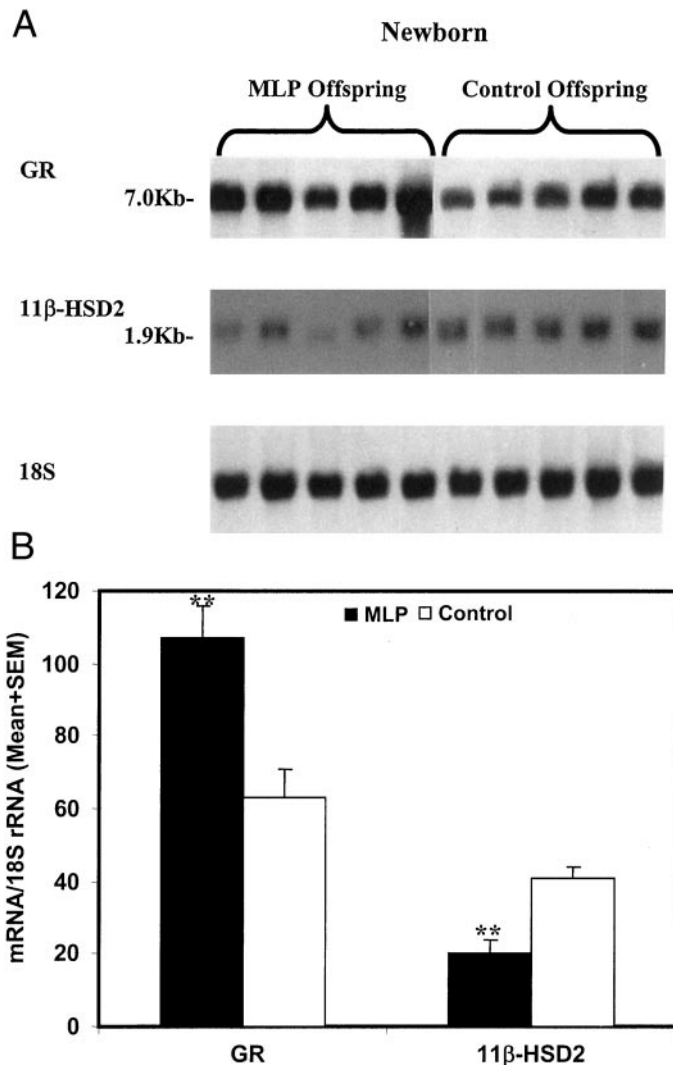 A
Newborn
MLP Offspring Control Offspring
GR
7.0Kb-
11β-HSD2
1.9Kb-
18S
B
120
100
80
60
40
20
0
mRNA/18S rRNA (Mean+SEM)
** MLP Control
**
GR 11β-HSD2